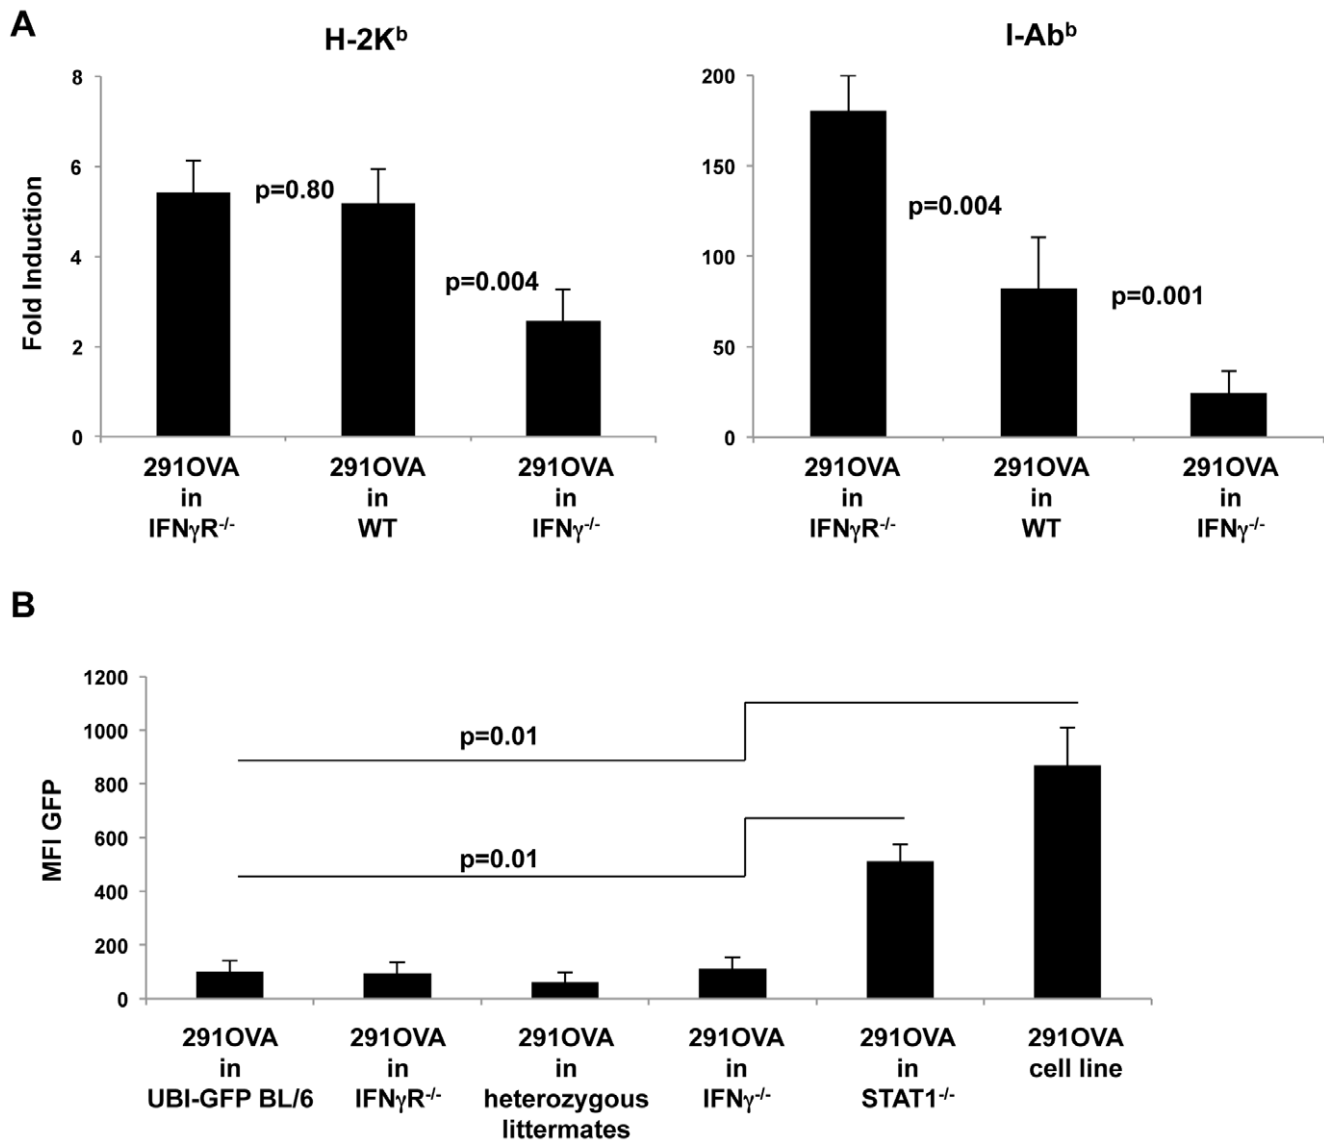 A
H-2Kᵇ
I-Abᵇ
Fold Induction
8
6
4
2
0
p=0.80
p=0.004
291OVA
in
IFNγR⁻/⁻
291OVA
in
WT
291OVA
in
IFNγ⁻/⁻
200
150
100
50
0
p=0.004
p=0.001
291OVA
in
IFNγR⁻/⁻
291OVA
in
WT
291OVA
in
IFNγ⁻/⁻
B
MFI GFP
1200
1000
800
600
400
200
0
p=0.01
p=0.01
291OVA
in
UBI-GFP BL/6
291OVA
in
IFNγR⁻/⁻
291OVA
in
heterozygous
littermates
291OVA
in
IFNγ⁻/⁻
291OVA
in
STAT1⁻/⁻
291OVA
cell line